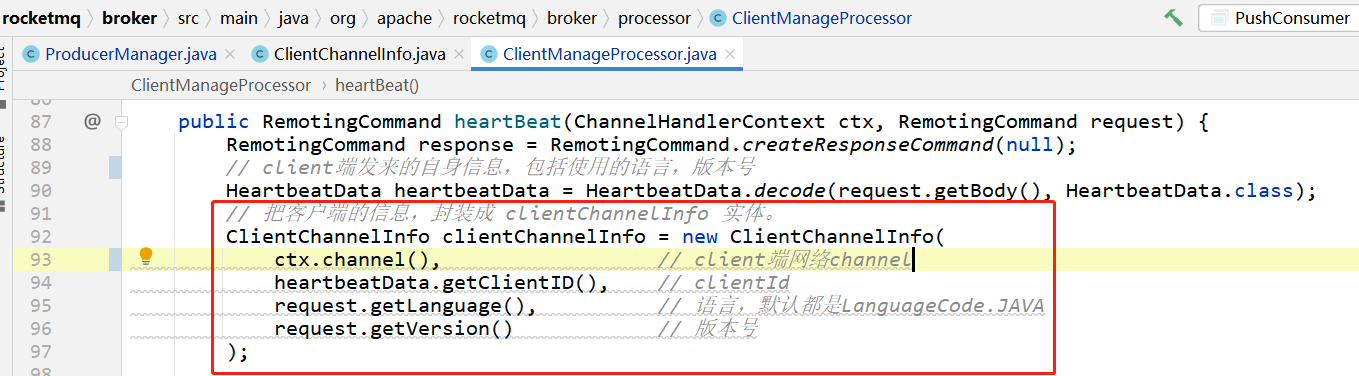 rocketmq 〉 broker 〉 src 〉 main 〉 java 〉 org 〉 apache 〉 rocketmq 〉 broker 〉 processor 〉 C ClientManageProcessor PushConsumer
C ProducerManager.java × C ClientChannelInfo.java × C ClientManageProcessor.java ×
ClientManageProcessor › heartBeat()
86
87 @ public RemotingCommand heartBeat(ChannelHandlerContext ctx, RemotingCommand request) {
88 RemotingCommand response = RemotingCommand.createResponseCommand(null);
89 // client端发来的自身信息，包括使用的语言，版本号
90 HeartbeatData heartbeatData = HeartbeatData.decode(request.getBody(), HeartbeatData.class);
91 // 把客户端的信息，封装成 clientChannelInfo 实体。
92 ClientChannelInfo clientChannelInfo = new ClientChannelInfo(
93 ctx.channel(), // client端网络channel
94 heartbeatData.getClientID(), // clientId
95 request.getLanguage(), // 语言，默认都是LanguageCode.JAVA
96 request.getVersion() // 版本号
97 );
98